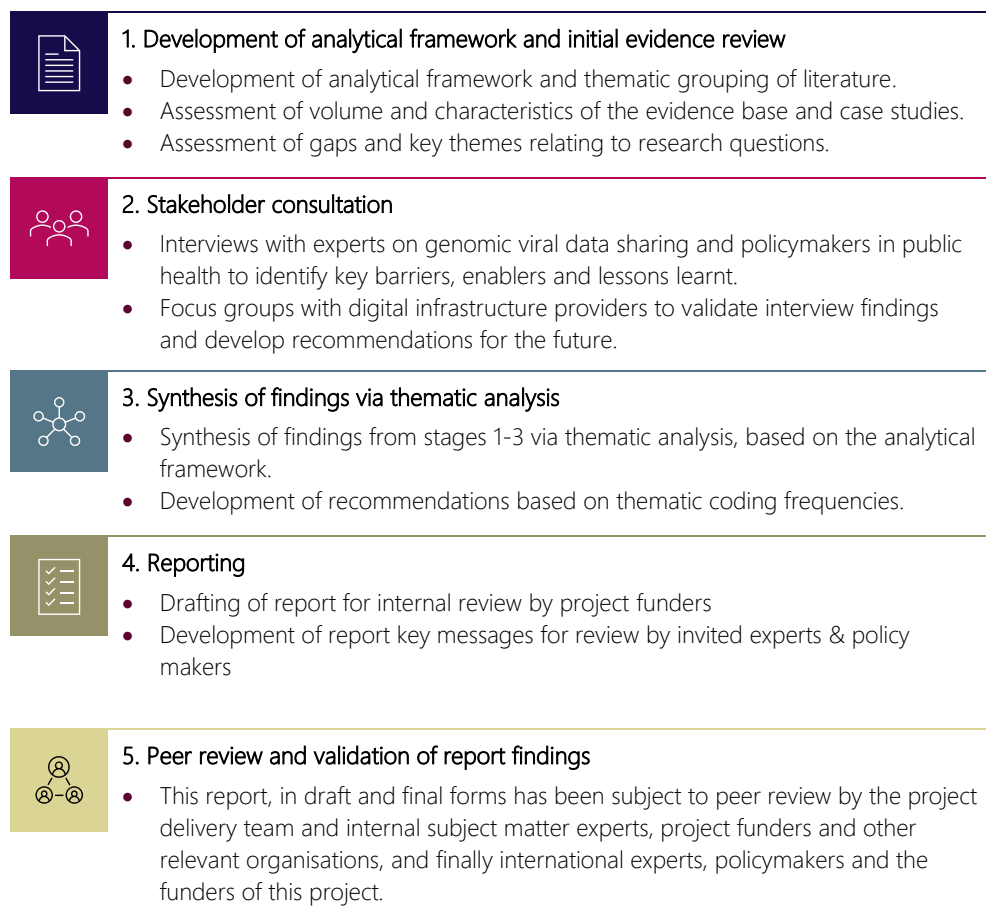 1. Development of analytical framework and initial evidence review
• Development of analytical framework and thematic grouping of literature.
• Assessment of volume and characteristics of the evidence base and case studies.
• Assessment of gaps and key themes relating to research questions.
2. Stakeholder consultation
• Interviews with experts on genomic viral data sharing and policymakers in public
health to identify key barriers, enablers and lessons learnt.
• Focus groups with digital infrastructure providers to validate interview findings
and develop recommendations for the future.
3. Synthesis of findings via thematic analysis
• Synthesis of findings from stages 1-3 via thematic analysis, based on the analytical
framework.
• Development of recommendations based on thematic coding frequencies.
4. Reporting
• Drafting of report for internal review by project funders
• Development of report key messages for review by invited experts & policy
makers
5. Peer review and validation of report findings
• This report, in draft and final forms has been subject to peer review by the project
delivery team and internal subject matter experts, project funders and other
relevant organisations, and finally international experts, policymakers and the
funders of this project.